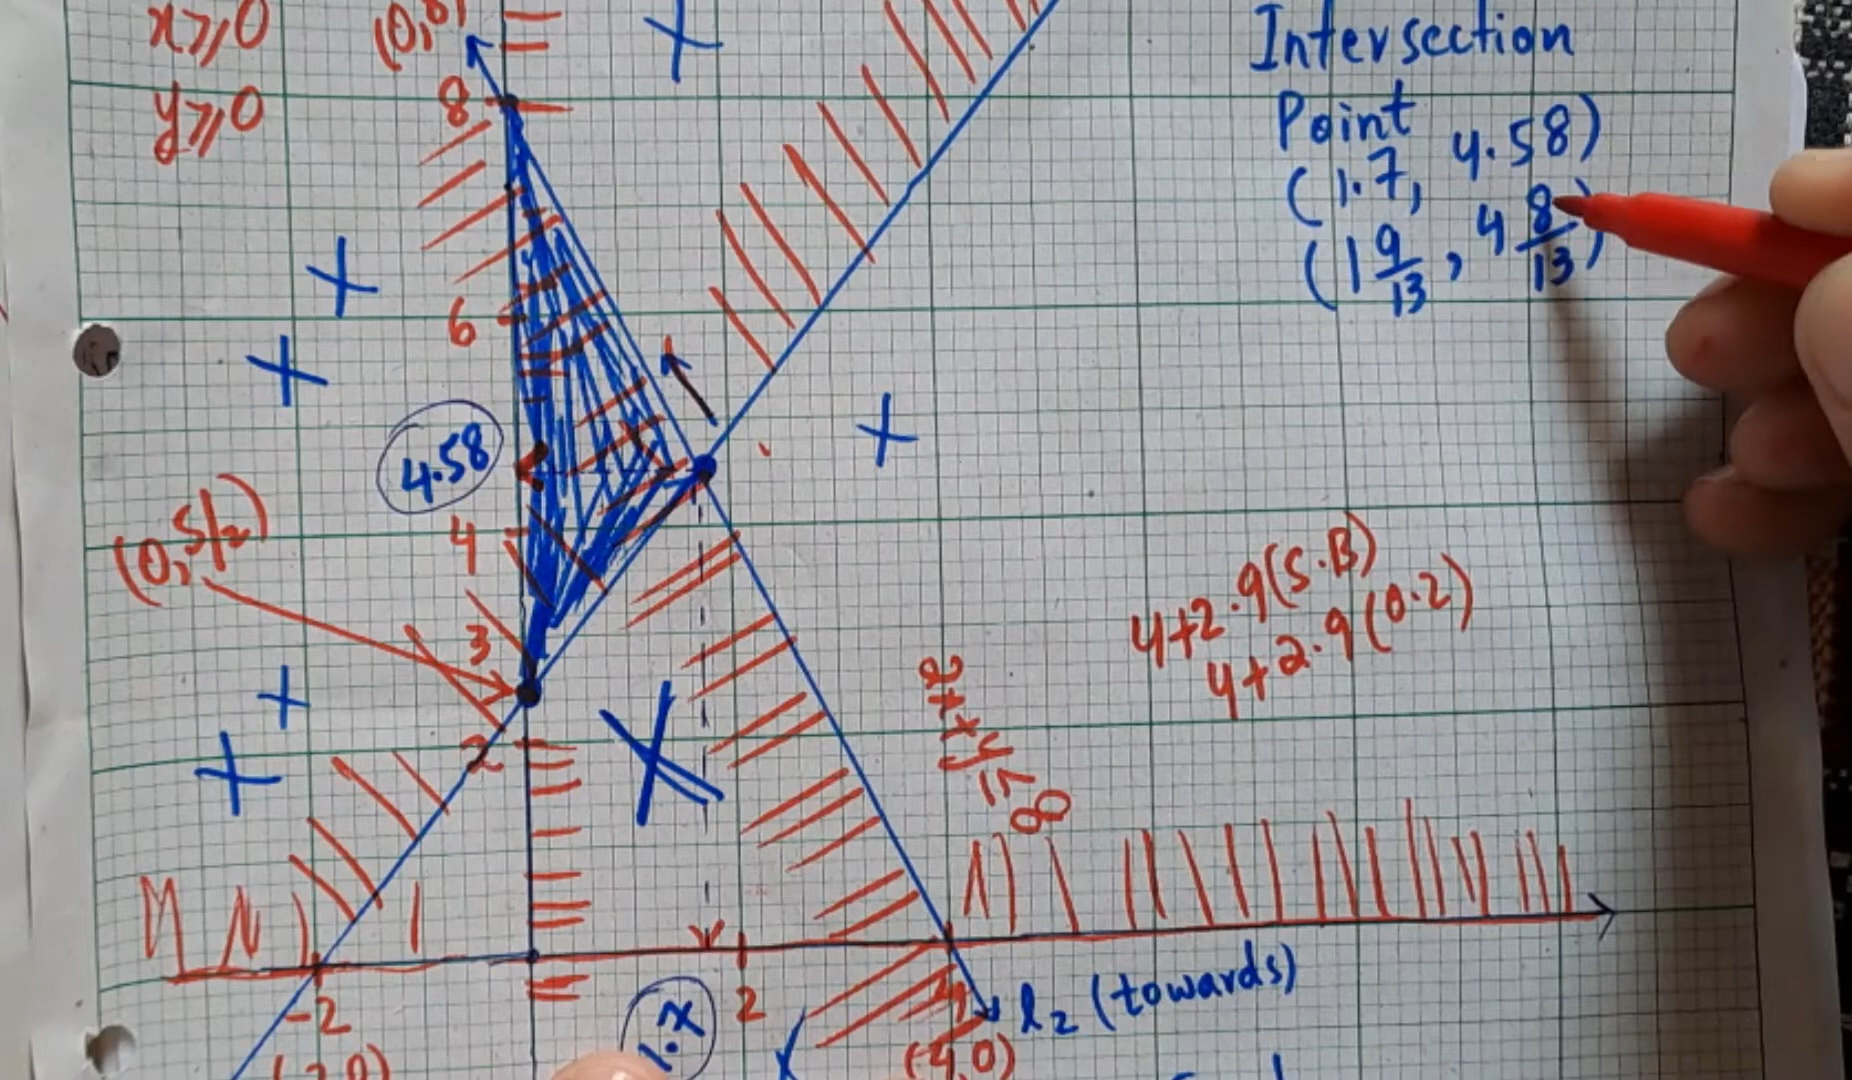 x≥0
y≥0
(0,8)
8
6
4.58
4
(0, 5/2)
3
2
-2
2
1.x
(4,0)
Intersection
Point
(1.7, 4.58)
(1 9/13, 4 8/13)
4+2.9(S.B)
4+2.9(0.2)
2x+y≤8
l₂ (towards)